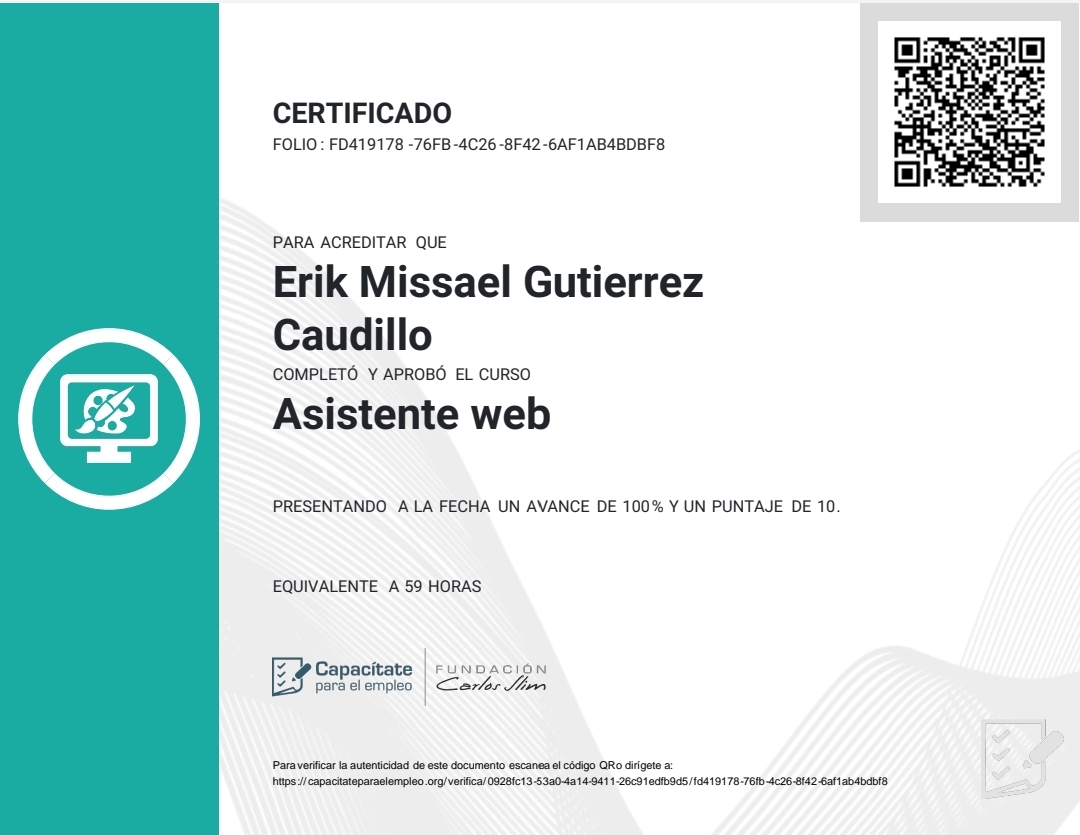 CERTIFICADO
FOLIO : FD419178 -76FB -4C26 -8F42 -6AF1AB4BDBF8
PARA ACREDITAR QUE
Erik Missael Gutierrez
Caudillo
COMPLETÓ Y APROBÓ EL CURSO
Asistente web
PRESENTANDO A LA FECHA UN AVANCE DE 100% Y UN PUNTAJE DE 10.
EQUIVALENTE A 59 HORAS
Capacítate
para el empleo
FUNDACIÓN
Carlos Slim
Para verificar la autenticidad de este documento escanea el código QR o dirígete a:
https://capacitateparaelempleo.org/verifica/0928fc13-53a0-4a14-9411-26c91edfb9d5/fd419178-76fb-4c26-8f42-6af1ab4bdbf8